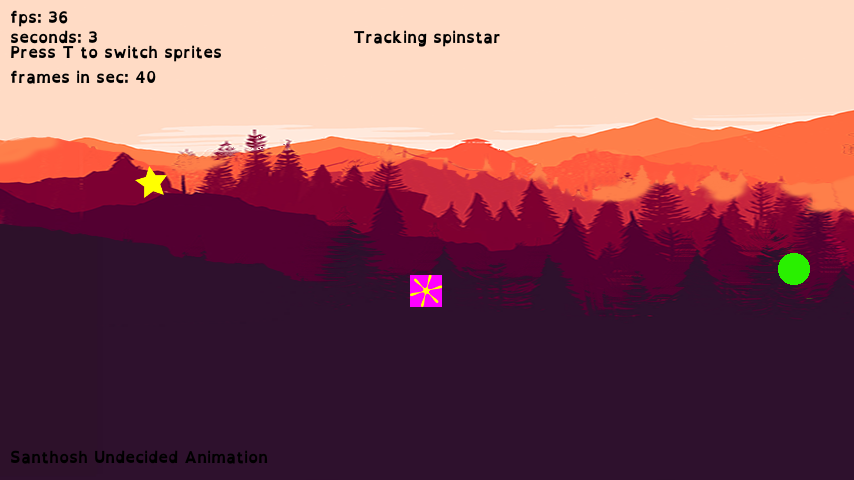 fps: 36
seconds: 3
Tracking spinstar
Press T to switch sprites
frames in sec: 40
Santhosh Undecided Animation